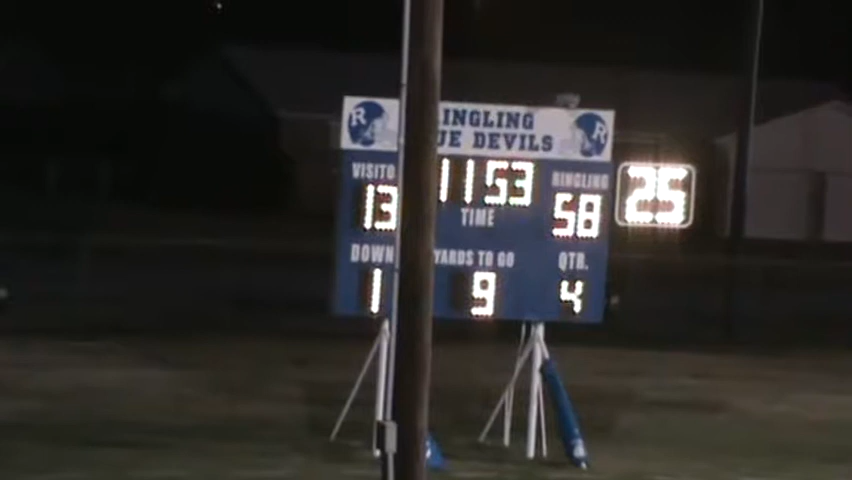 R INGLING R
UE DEVILS
VISITO 11 53 RINGLING 25
13 TIME 58
DOWN YARDS TO GO QTR.
1 9 4